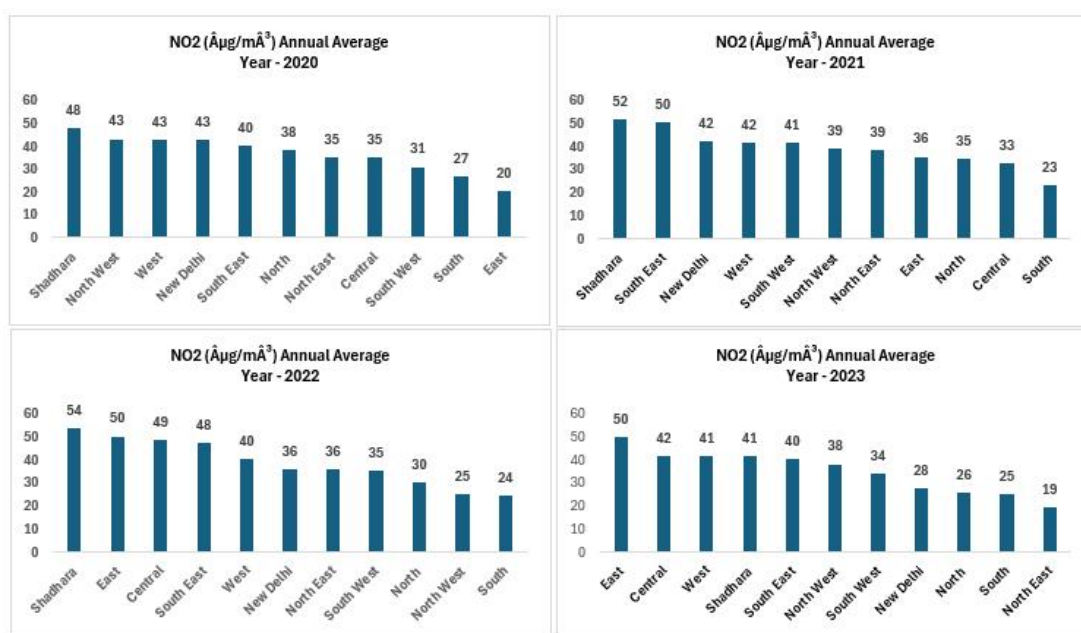 NO2 (Âµg/mÂ³) Annual Average
Year - 2020
60
50
40
30
20
10
0
48
43
43
43
40
38
35
35
31
27
20
Shadhara
North West
West
New Delhi
South East
North
North East
Central
South West
South
East
NO2 (Âµg/mÂ³) Annual Average
Year - 2021
60
50
40
30
20
10
0
52
50
42
42
41
39
39
36
35
33
23
Shadhara
South East
New Delhi
West
South West
North West
North East
East
North
Central
South
NO2 (Âµg/mÂ³) Annual Average
Year - 2022
60
50
40
30
20
10
0
54
50
49
48
40
36
36
35
30
25
24
Shadhara
East
Central
South East
West
New Delhi
North East
South West
North
North West
South
NO2 (Âµg/mÂ³) Annual Average
Year - 2023
60
50
40
30
20
10
0
50
42
41
41
40
38
34
28
26
25
19
East
Central
West
Shadhara
South East
North West
South West
New Delhi
North
South
North East